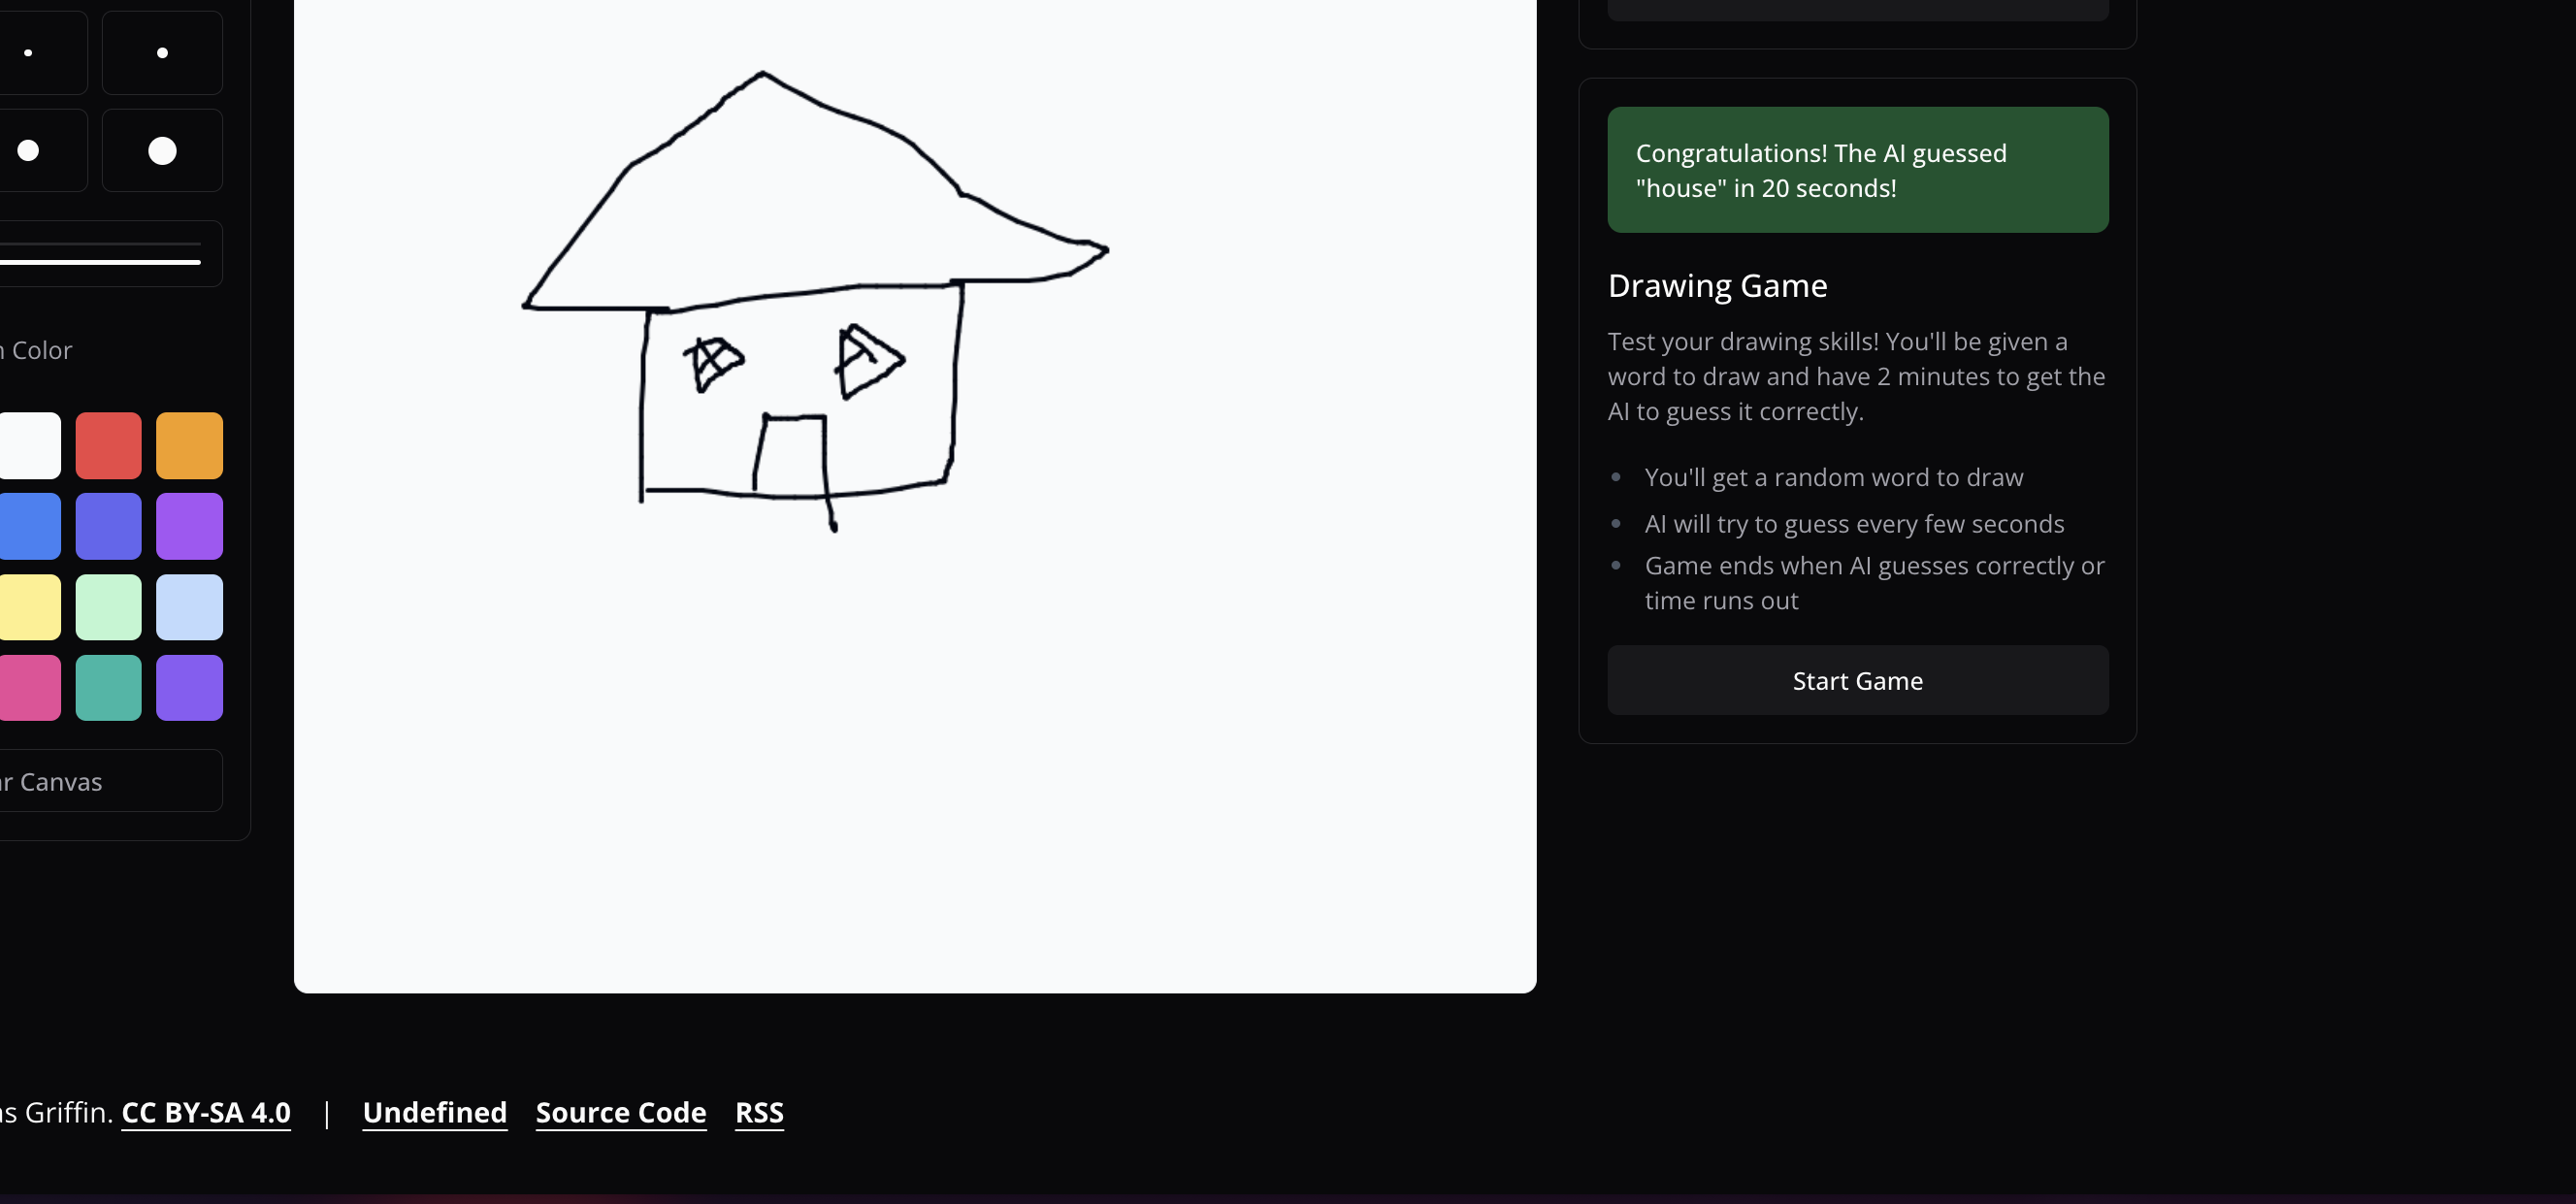 Color
Canvas
Congratulations! The AI guessed
"house" in 20 seconds!
Drawing Game
Test your drawing skills! You'll be given a
word to draw and have 2 minutes to get the
AI to guess it correctly.
You'll get a random word to draw
AI will try to guess every few seconds
Game ends when AI guesses correctly or
time runs out
Start Game
Griffin. CC BY-SA 4.0 | Undefined Source Code RSS